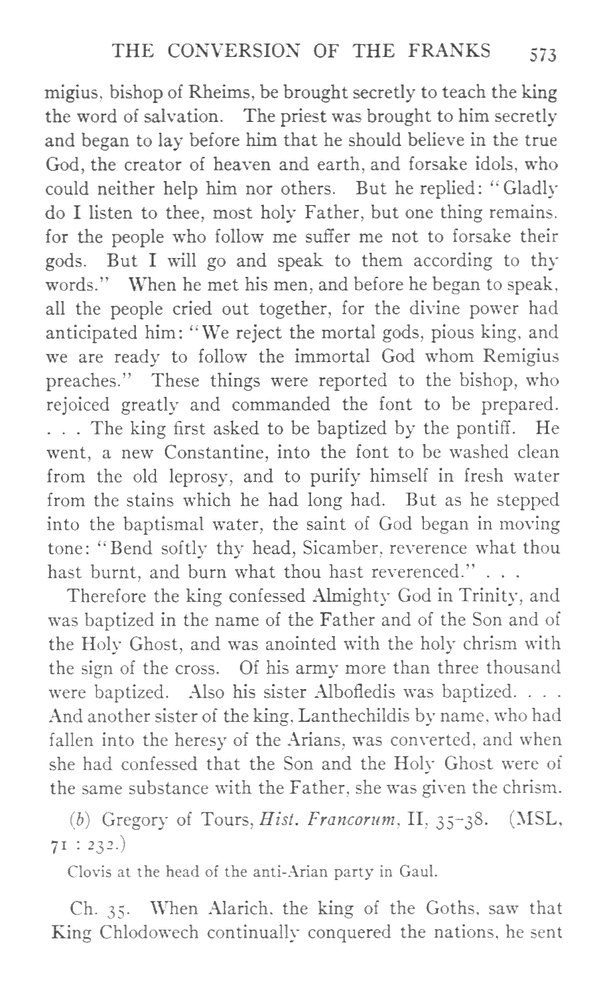 THE CONVERSION OF THE FRANKS 573
migius, bishop of Rheims, be brought secretly to teach the king
the word of salvation. The priest was brought to him secretly
and began to lay before him that he should believe in the true
God, the creator of heaven and earth, and forsake idols, who
could neither help him nor others. But he replied: "Gladly
do I listen to thee, most holy Father, but one thing remains,
for the people who follow me suffer me not to forsake their
gods. But I will go and speak to them according to thy
words." When he met his men, and before he began to speak,
all the people cried out together, for the divine power had
anticipated him: "We reject the mortal gods, pious king, and
we are ready to follow the immortal God whom Remigius
preaches." These things were reported to the bishop, who
rejoiced greatly and commanded the font to be prepared.
. . . The king first asked to be baptized by the pontiff. He
went, a new Constantine, into the font to be washed clean
from the old leprosy, and to purify himself in fresh water
from the stains which he had long had. But as he stepped
into the baptismal water, the saint of God began in moving
tone: "Bend softly thy head, Sicamber, reverence what thou
hast burnt, and burn what thou hast reverenced." . . .
Therefore the king confessed Almighty God in Trinity, and
was baptized in the name of the Father and of the Son and of
the Holy Ghost, and was anointed with the holy chrism with
the sign of the cross. Of his army more than three thousand
were baptized. Also his sister Albofledis was baptized. . . .
And another sister of the king, Lanthechildis by name, who had
fallen into the heresy of the Arians, was converted, and when
she had confessed that the Son and the Holy Ghost were of
the same substance with the Father, she was given the chrism.
(b) Gregory of Tours, Hist. Francorum, II, 35-38. (MSL,
71 : 232.)
Clovis at the head of the anti-Arian party in Gaul.
Ch. 35. When Alarich, the king of the Goths, saw that
King Chlodowech continually conquered the nations, he sent